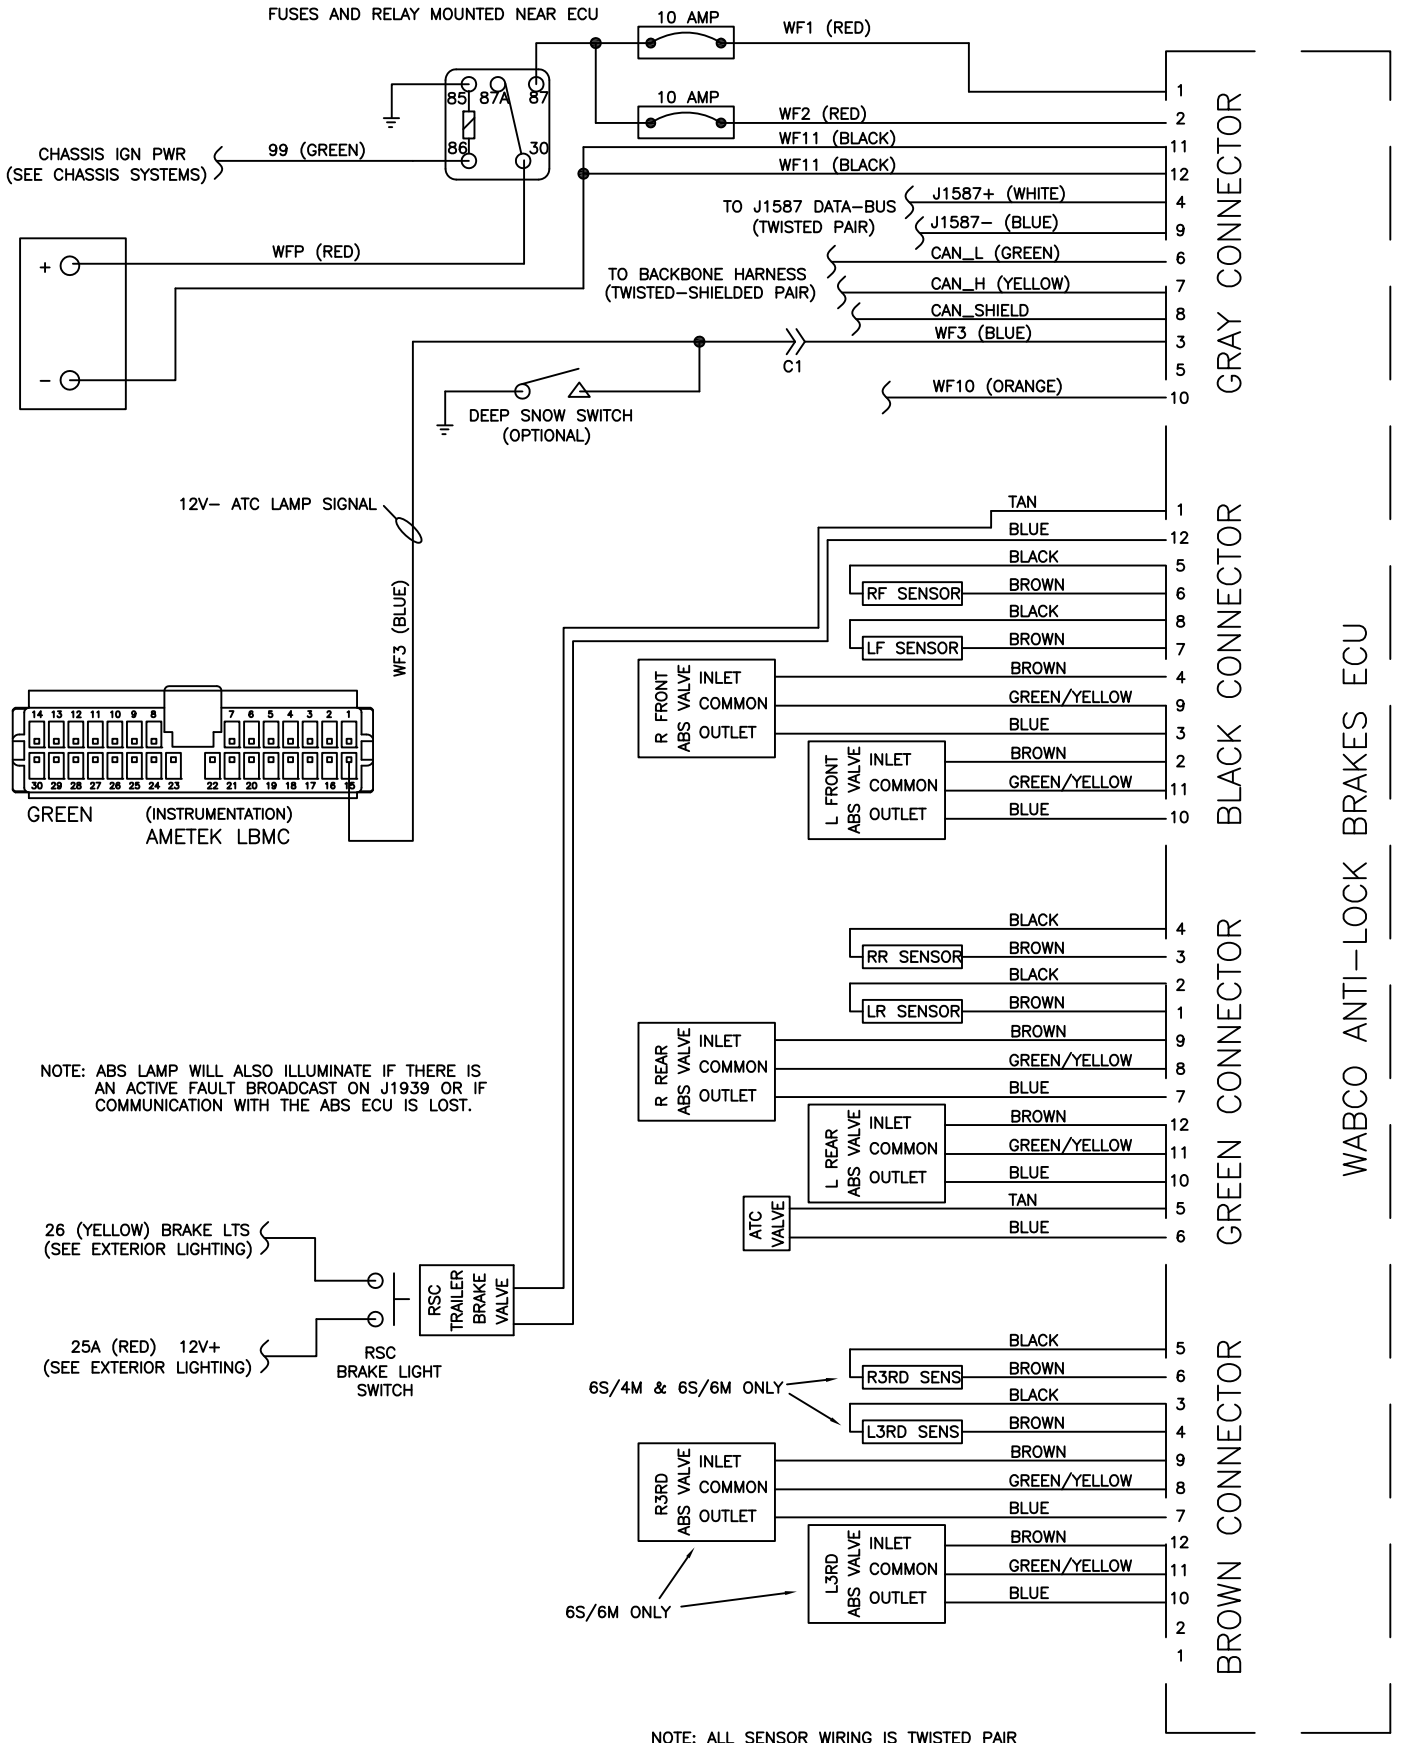 FUSES AND RELAY MOUNTED NEAR ECU
10 AMP
WF1 (RED)
85 87A 87
86 30
10 AMP
WF2 (RED)
WF11 (BLACK)
WF11 (BLACK)
99 (GREEN)
CHASSIS IGN PWR
(SEE CHASSIS SYSTEMS)
WFP (RED)
+
–
TO J1587 DATA–BUS
(TWISTED PAIR)
J1587+ (WHITE)
J1587– (BLUE)
TO BACKBONE HARNESS
(TWISTED–SHIELDED PAIR)
CAN_L (GREEN)
CAN_H (YELLOW)
CAN_SHIELD
WF3 (BLUE)
C1
WF10 (ORANGE)
DEEP SNOW SWITCH
(OPTIONAL)
1
2
11
12
4
9
6
7
8
3
5
10
GRAY CONNECTOR
12V– ATC LAMP SIGNAL
WF3 (BLUE)
14 13 12 11 10 9 8 7 6 5 4 3 2 1
30 29 28 27 26 25 24 23 22 21 20 19 18 17 16 15
GREEN
(INSTRUMENTATION)
AMETEK LBMC
TAN 1
BLUE 12
BLACK 5
RF SENSOR BROWN 6
BLACK 8
LF SENSOR BROWN 7
R FRONT
ABS VALVE
INLET BROWN 4
COMMON GREEN/YELLOW 9
OUTLET BLUE 3
L FRONT
ABS VALVE
INLET BROWN 2
COMMON GREEN/YELLOW 11
OUTLET BLUE 10
BLACK CONNECTOR
WABCO ANTI–LOCK BRAKES ECU
BLACK 4
RR SENSOR BROWN 3
BLACK 2
LR SENSOR BROWN 1
R REAR
ABS VALVE
INLET BROWN 9
COMMON GREEN/YELLOW 8
OUTLET BLUE 7
L REAR
ABS VALVE
INLET BROWN 12
COMMON GREEN/YELLOW 11
OUTLET BLUE 10
ATC
VALVE
TAN 5
BLUE 6
GREEN CONNECTOR
NOTE: ABS LAMP WILL ALSO ILLUMINATE IF THERE IS
AN ACTIVE FAULT BROADCAST ON J1939 OR IF
COMMUNICATION WITH THE ABS ECU IS LOST.
26 (YELLOW) BRAKE LTS
(SEE EXTERIOR LIGHTING)
25A (RED) 12V+
(SEE EXTERIOR LIGHTING)
RSC
BRAKE LIGHT
SWITCH
RSC
TRAILER
BRAKE
VALVE
6S/4M & 6S/6M ONLY
BLACK 5
R3RD SENS BROWN 6
BLACK 3
L3RD SENS BROWN 4
R3RD
ABS VALVE
INLET BROWN 9
COMMON GREEN/YELLOW 8
OUTLET BLUE 7
L3RD
ABS VALVE
INLET BROWN 12
COMMON GREEN/YELLOW 11
OUTLET BLUE 10
2
1
6S/6M ONLY
BROWN CONNECTOR
NOTE: ALL SENSOR WIRING IS TWISTED PAIR